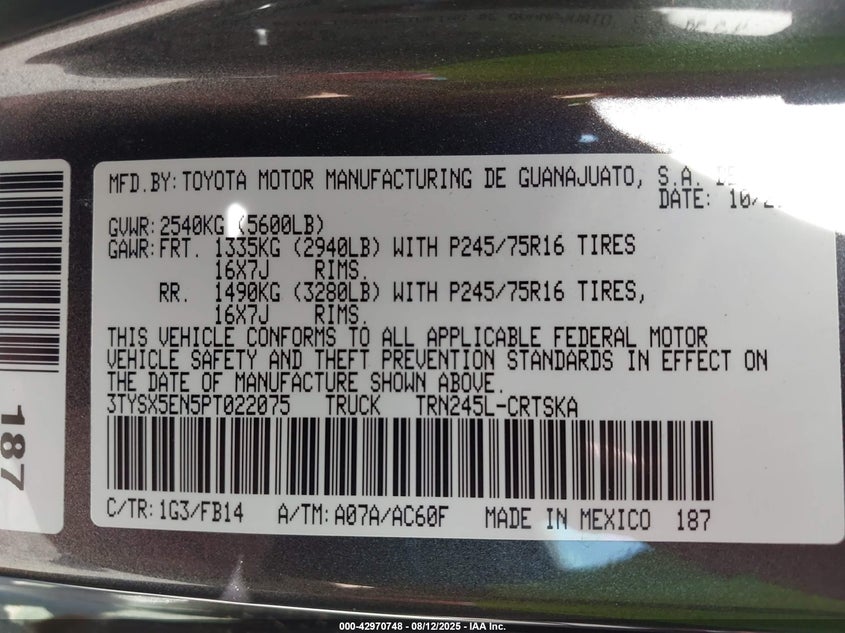 MFD.BY: TOYOTA MOTOR MANUFACTURING DE GUANAJUATO, S.A. DE
DATE: 10/2
GVWR: 2540KG (5600LB)
GAWR: FRT. 1335KG (2940LB) WITH P245/75R16 TIRES
16X7J RIMS.
RR. 1490KG (3280LB) WITH P245/75R16 TIRES,
16X7J RIMS.
THIS VEHICLE CONFORMS TO ALL APPLICABLE FEDERAL MOTOR
VEHICLE SAFETY AND THEFT PREVENTION STANDARDS IN EFFECT ON
THE DATE OF MANUFACTURE SHOWN ABOVE.
3TYSX5EN5PT022075 TRUCK TRN245L-CRTSKA
C/TR: 1G3/FB14 A/TM: A07A/AC60F MADE IN MEXICO 187
187
000-42970748 - 08/12/2025 - IAA Inc.